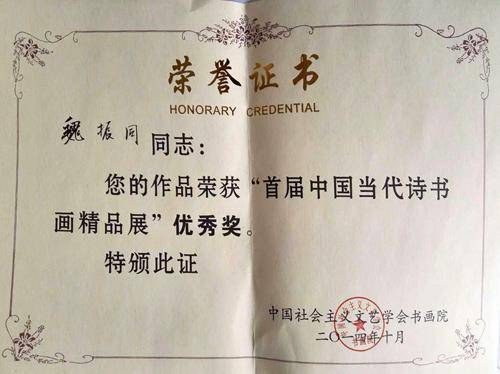 荣誉证书
HONORARY CREDENTIAL
魏振同同志：
您的作品荣获“首届中国当代诗书
画精品展”优秀奖。
特颁此证
中国社会主义文艺学会书画院
二〇一四年十月